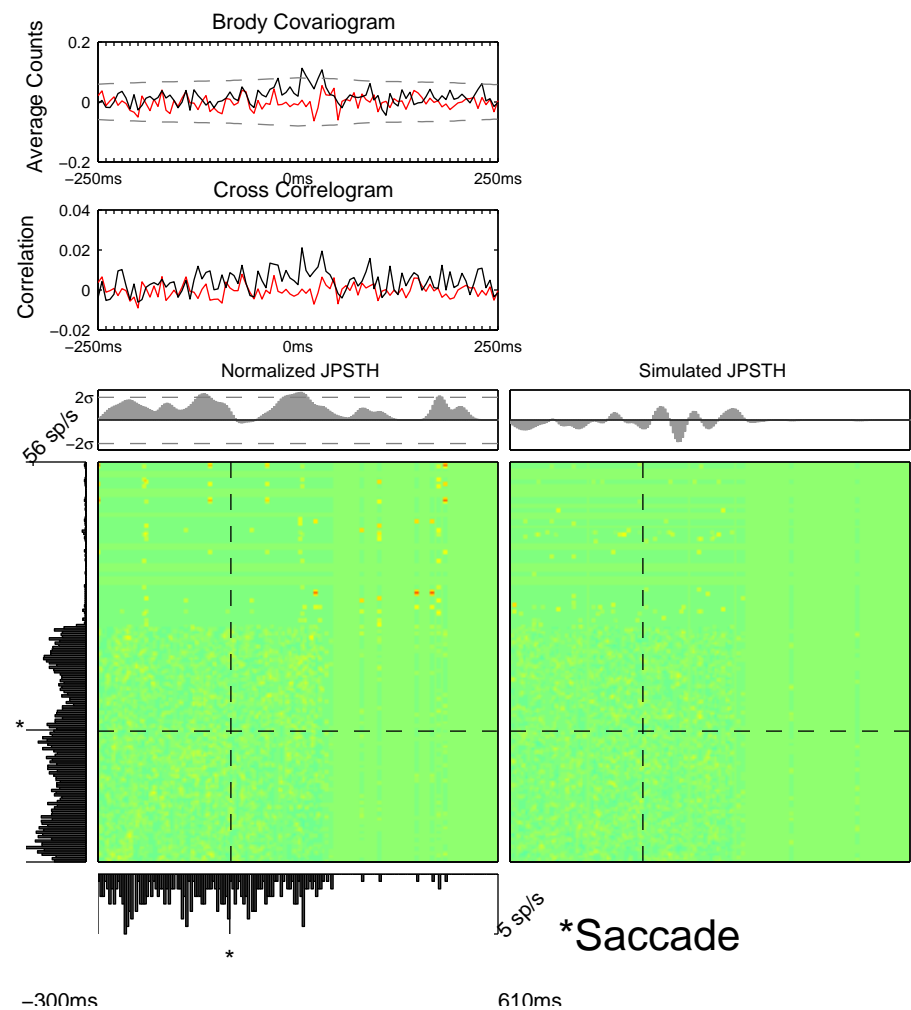 Brody Covariogram
0.2
0
−0.2
Average Counts
−250ms
0ms
250ms
Cross Correlogram
0.04
0.02
0
−0.02
Correlation
−250ms
0ms
250ms
Normalized JPSTH
Simulated JPSTH
2σ
−2σ
56 sp/s
*
*
5 sp/s
*Saccade
−300ms
610ms